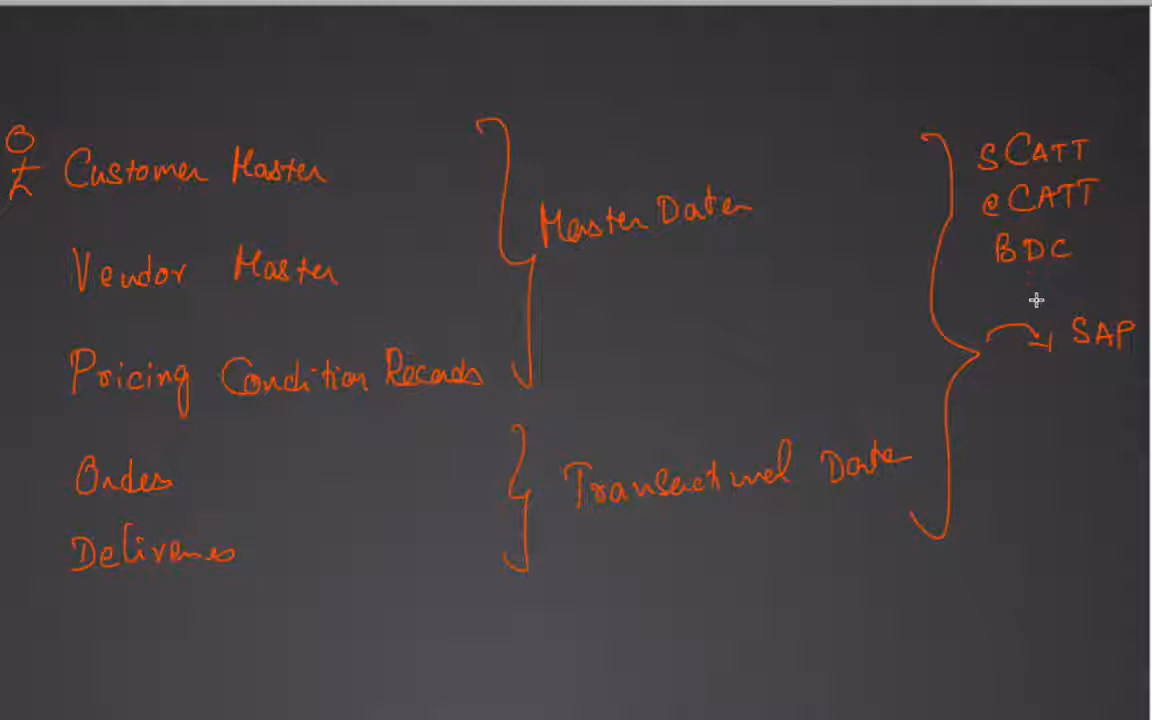 Customer Master
Vendor Master
Pricing Condition Records
Orders
Deliveries
Master Data
Transactional Data
SCATT
eCATT
BDC
SAP